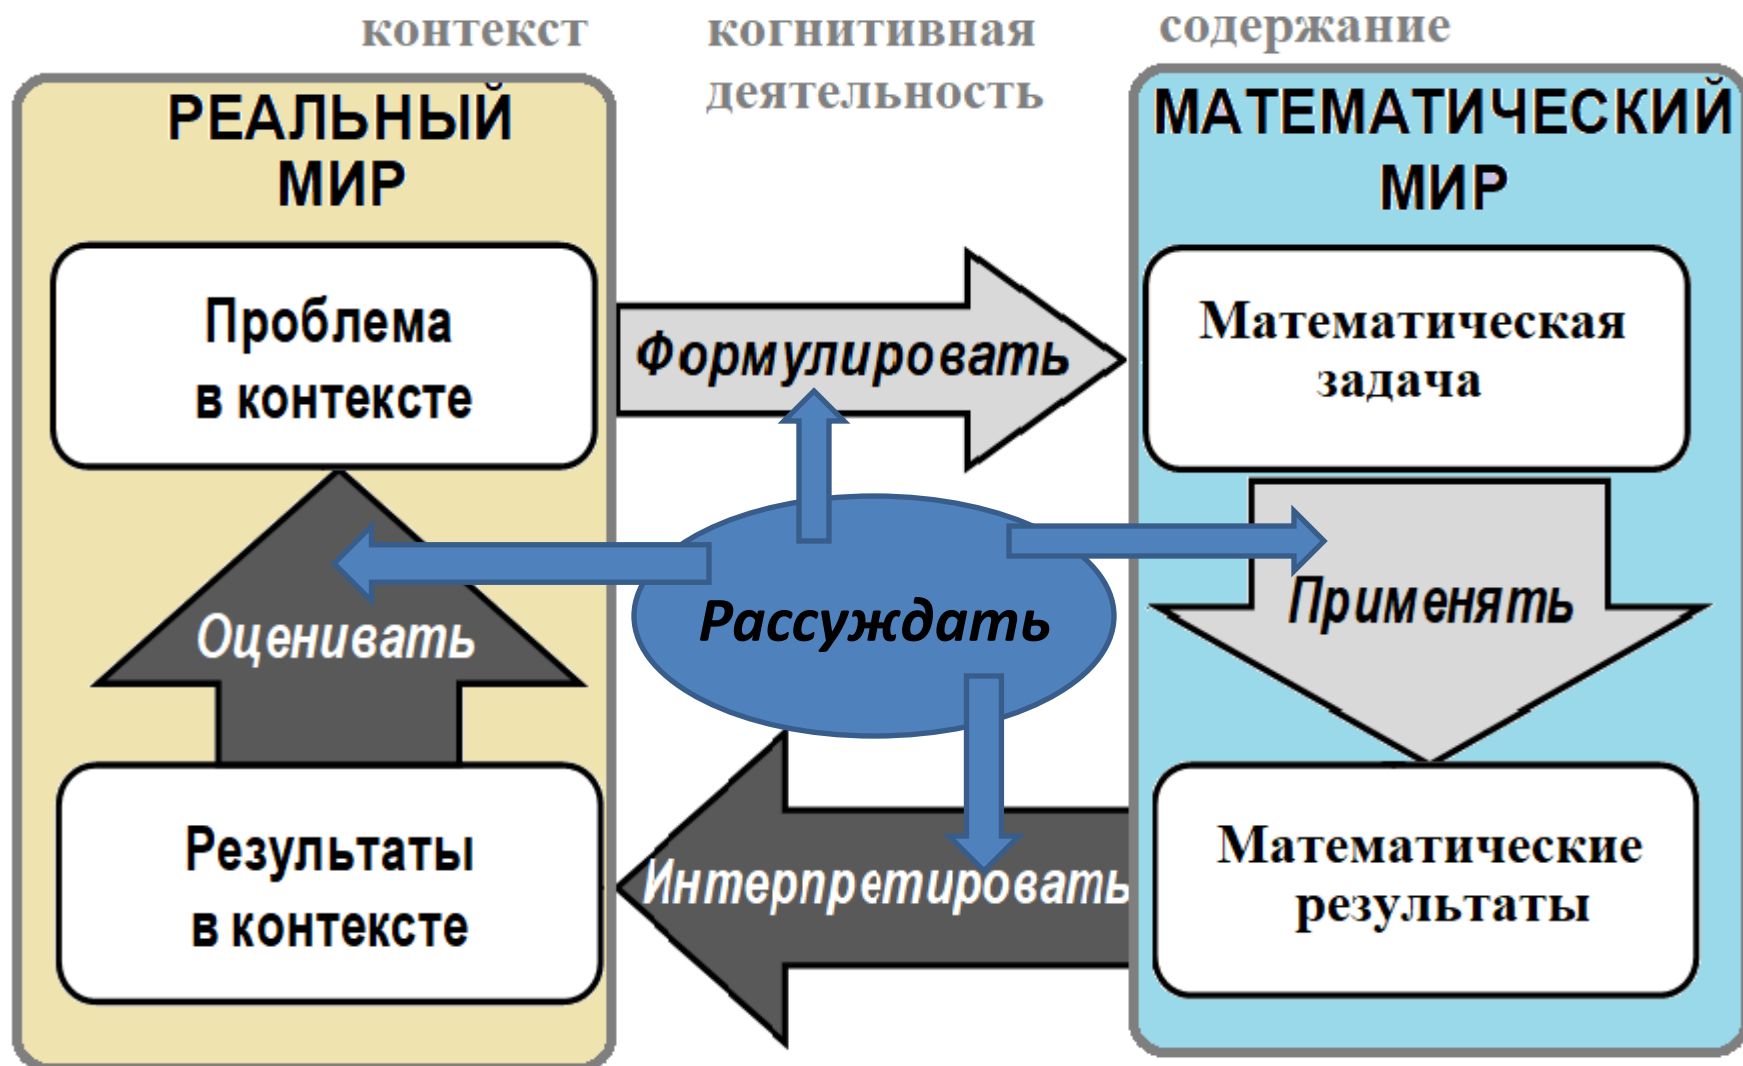 контекст
когнитивная
деятельность
содержание
РЕАЛЬНЫЙ
МИР
МАТЕМАТИЧЕСКИЙ
МИР
Проблема
в контексте
Формулировать
Математическая
задача
Оценивать
Рассуждать
Применять
Результаты
в контексте
Интерпретировать
Математические
результаты